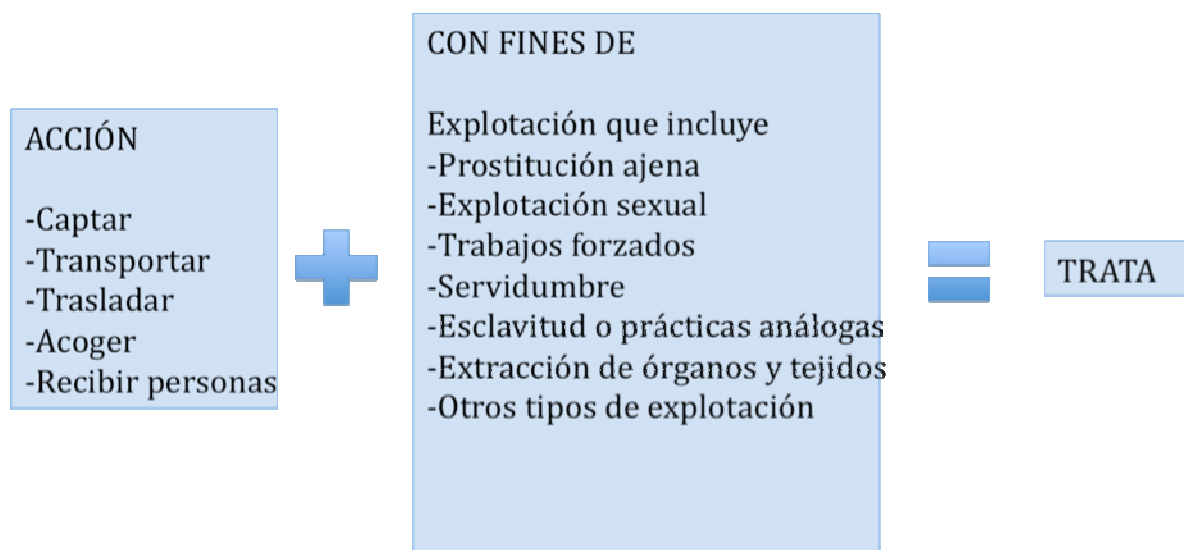 ACCIÓN
-Captar
-Transportar
-Trasladar
-Acoger
-Recibir personas
CON FINES DE
Explotación que incluye
-Prostitución ajena
-Explotación sexual
-Trabajos forzados
-Servidumbre
-Esclavitud o prácticas análogas
-Extracción de órganos y tejidos
-Otros tipos de explotación
TRATA